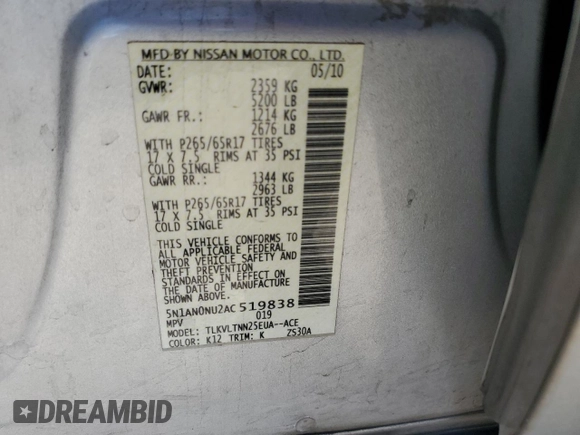 MFD BY NISSAN MOTOR CO., LTD.
DATE: 05/10
GVWR: 2359 KG
5200 LB
GAWR FR.: 1214 KG
2676 LB
WITH P265/65R17 TIRES
17 X 7.5 RIMS AT 35 PSI
COLD SINGLE
GAWR RR.: 1344 KG
2963 LB
WITH P265/65R17 TIRES
17 X 7.5 RIMS AT 35 PSI
COLD SINGLE
THIS VEHICLE CONFORMS TO
ALL APPLICABLE FEDERAL
MOTOR VEHICLE SAFETY AND
THEFT PREVENTION
STANDARDS IN EFFECT ON
THE DATE OF MANUFACTURE
SHOWN ABOVE.
5N1AN0NU2AC519838
MPV 019
MODEL: TLKVLTNN25EUA--ACE
COLOR: K12 TRIM: K ZS30A
DREAMBID